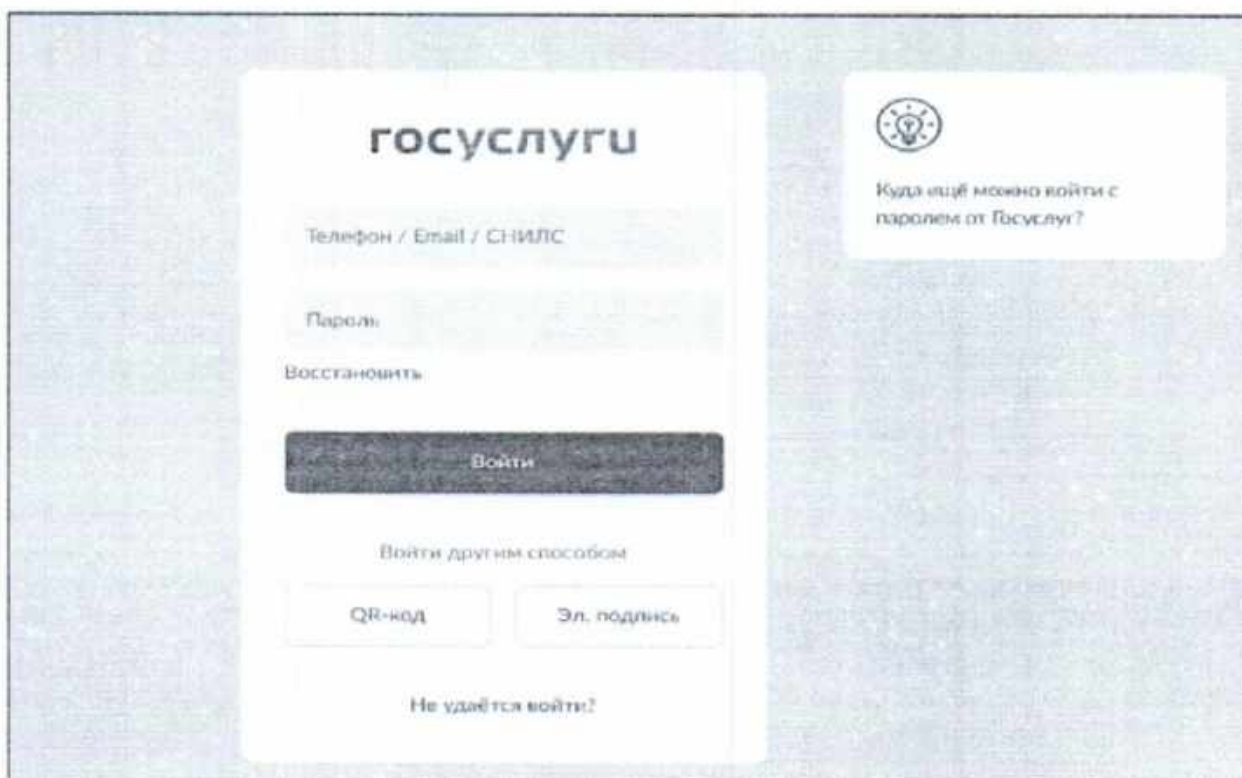 госуслуги
Телефон / Email / СНИЛС
Пароль
Восстановить
Войти
Войти другим способом
QR-код
Эл. подпись
Не удаётся войти?
Куда ещё можно войти с
паролем от Госуслуг?